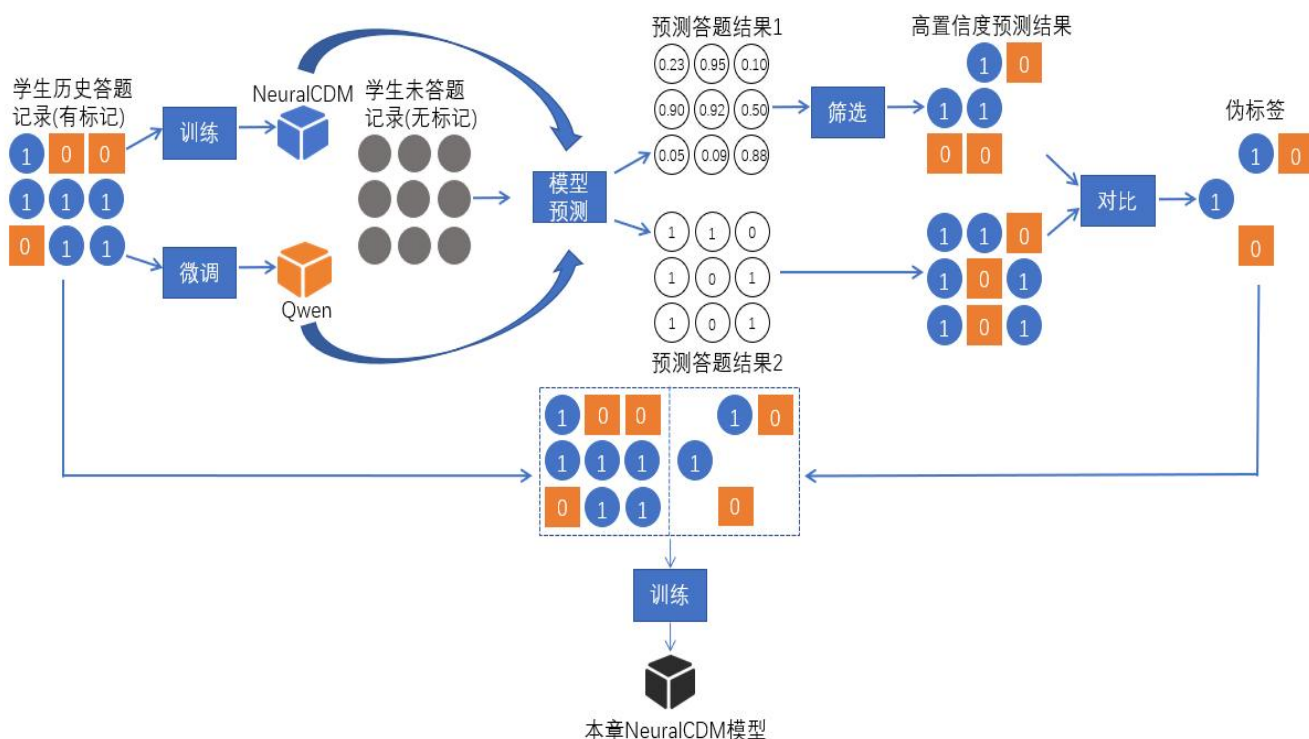 学生历史答题
记录(有标记)
1 0 0
1 1 1
0 1 1
训练
微调
NeuralCDM
Qwen
学生未答题
记录(无标记)
模型
预测
预测答题结果1
0.23 0.95 0.10
0.90 0.92 0.50
0.05 0.09 0.88
1 1 0
1 0 1
1 0 1
预测答题结果2
筛选
高置信度预测结果
1 0
1 1
0 0
1 1 0
1 0 1
1 0 1
对比
伪标签
1 0
1
0
1 0 0 1 0
1 1 1 1
0 1 1 0
训练
本章NeuralCDM模型